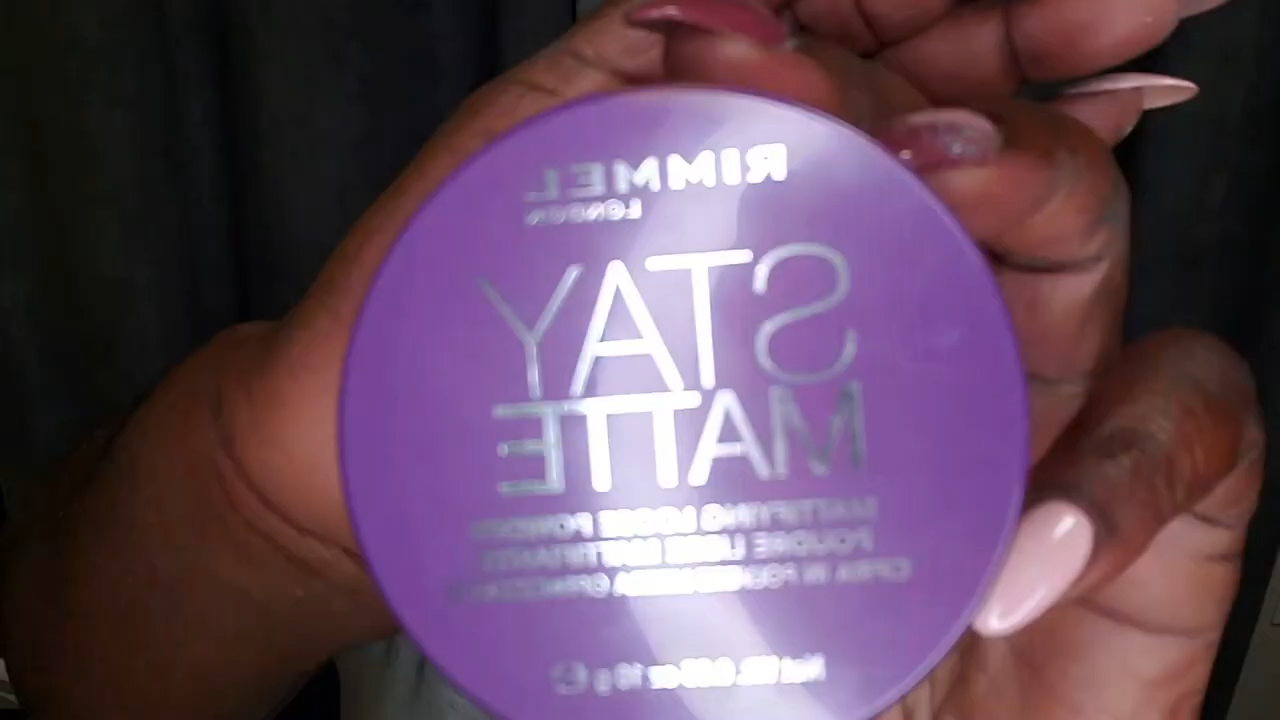 RIMMEL
LONDON
STAY
MATTE
MATTIFYING LOOSE POWDER
POUDRE LIBRE MATIFIANTE